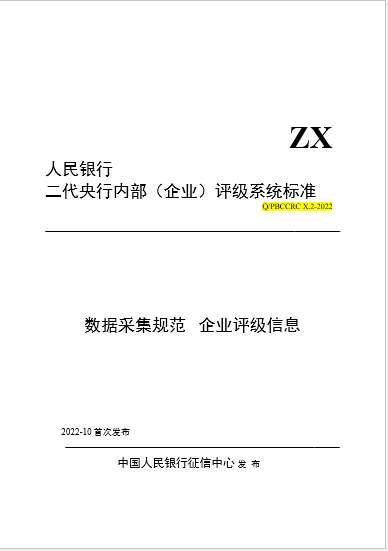 ZX
人民银行
二代央行内部（企业）评级系统标准
Q/PBCCRC X.2-2022
数据采集规范 企业评级信息
2022-10 首次发布
中国人民银行征信中心 发 布